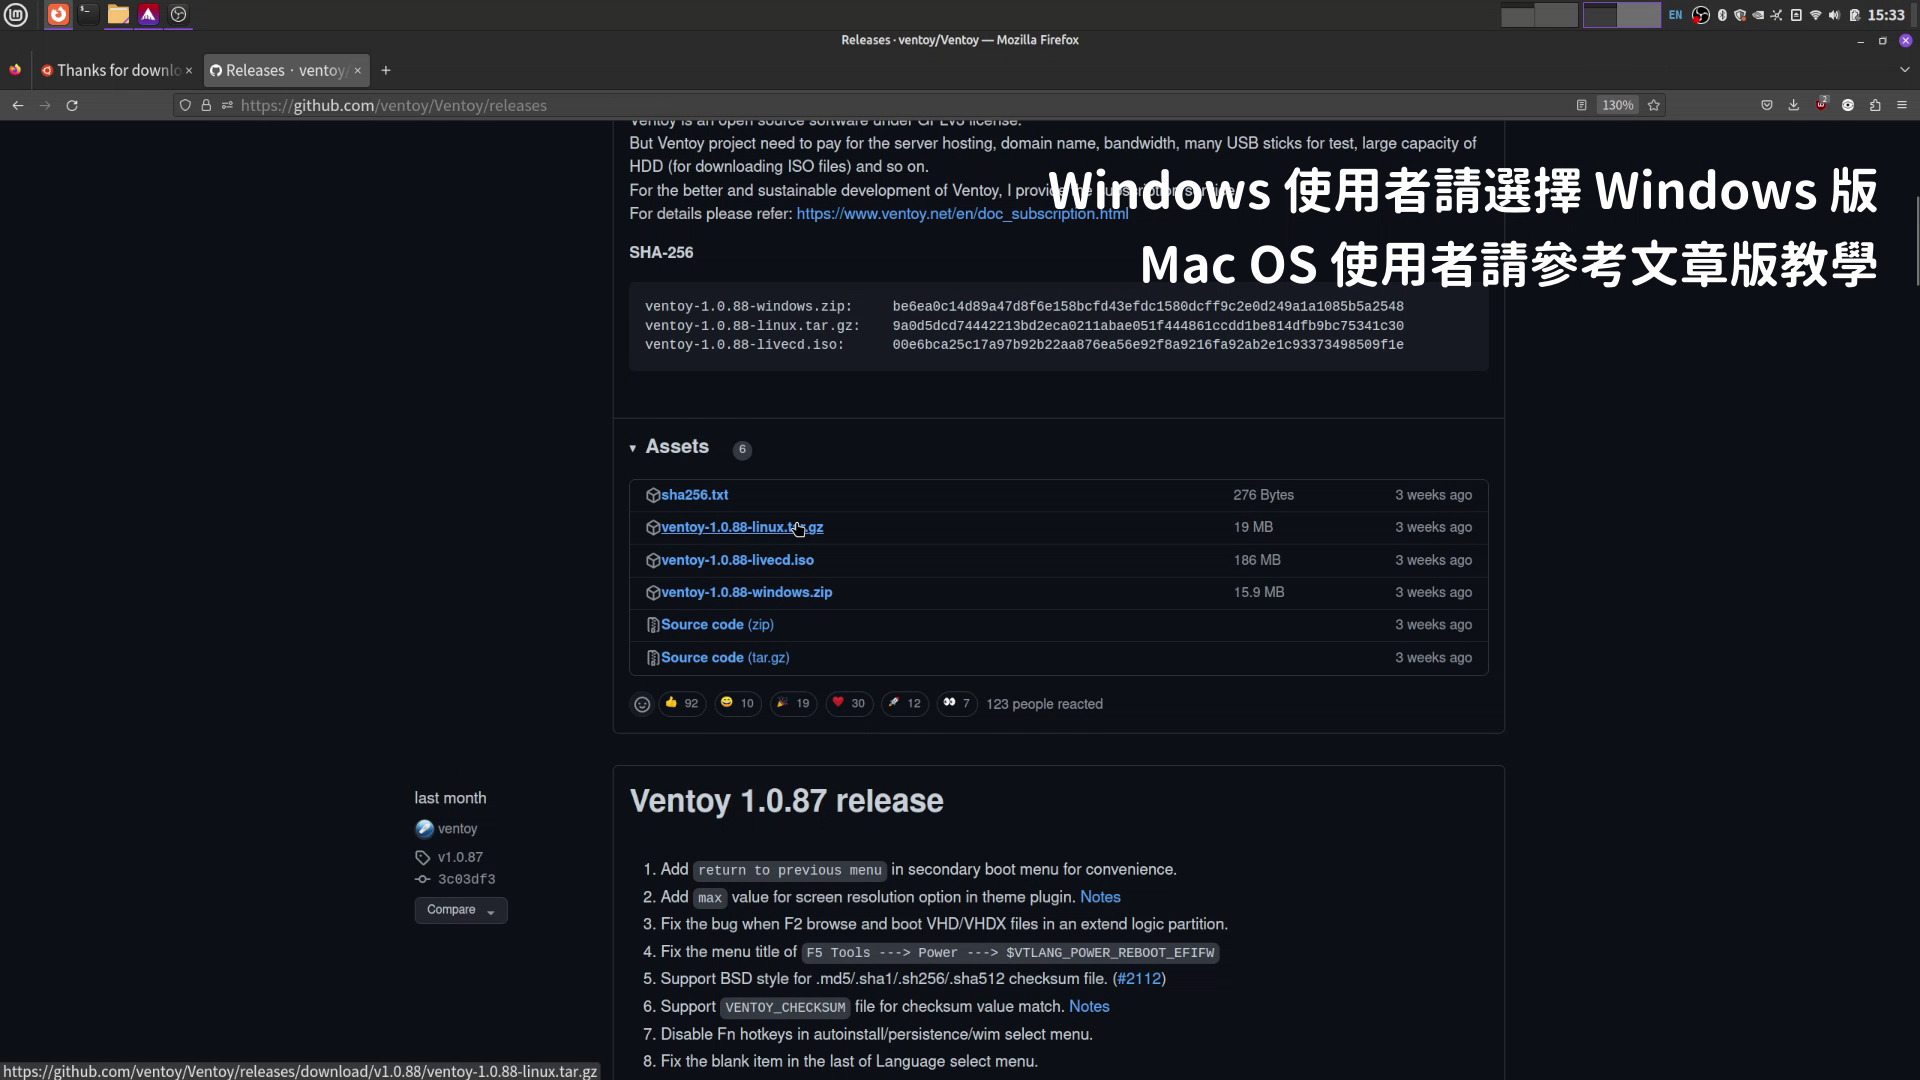 EN
15:33
Releases · ventoy/Ventoy — Mozilla Firefox
Thanks for downlo
Releases · ventoy/
https://github.com/ventoy/Ventoy/releases
130%
2
Ventoy is an open source software under GPLv3 license.
But Ventoy project need to pay for the server hosting, domain name, bandwidth, many USB sticks for test, large capacity of
HDD (for downloading ISO files) and so on.
For the better and sustainable development of Ventoy, I provide the subscription service.
For details please refer: https://www.ventoy.net/en/doc_subscription.html
Windows 使用者請選擇 Windows 版
Mac OS 使用者請參考文章版教學
SHA-256
ventoy-1.0.88-windows.zip: be6ea0c14d89a47d8f6e158bcfd43efdc1580dcff9c2e0d249a1a1085b5a2548
ventoy-1.0.88-linux.tar.gz: 9a0d5dcd74442213bd2eca0211abae051f444861ccdd1be814dfb9bc75341c30
ventoy-1.0.88-livecd.iso: 00e6bca25c17a97b92b22aa876ea56e92f8a9216fa92ab2e1c93373498509f1e
Assets 6
sha256.txt 276 Bytes 3 weeks ago
ventoy-1.0.88-linux.tar.gz 19 MB 3 weeks ago
ventoy-1.0.88-livecd.iso 186 MB 3 weeks ago
ventoy-1.0.88-windows.zip 15.9 MB 3 weeks ago
Source code (zip) 3 weeks ago
Source code (tar.gz) 3 weeks ago
92 10 19 30 12 7 123 people reacted
last month
ventoy
v1.0.87
3c03df3
Compare
Ventoy 1.0.87 release
1. Add return to previous menu in secondary boot menu for convenience.
2. Add max value for screen resolution option in theme plugin. Notes
3. Fix the bug when F2 browse and boot VHD/VHDX files in an extend logic partition.
4. Fix the menu title of F5 Tools ---> Power ---> $VTLANG_POWER_REBOOT_EFIFW
5. Support BSD style for .md5/.sha1/.sh256/.sha512 checksum file. (#2112)
6. Support VENTOY_CHECKSUM file for checksum value match. Notes
7. Disable Fn hotkeys in autoinstall/persistence/wim select menu.
8. Fix the blank item in the last of Language select menu.
https://github.com/ventoy/Ventoy/releases/download/v1.0.88/ventoy-1.0.88-linux.tar.gz